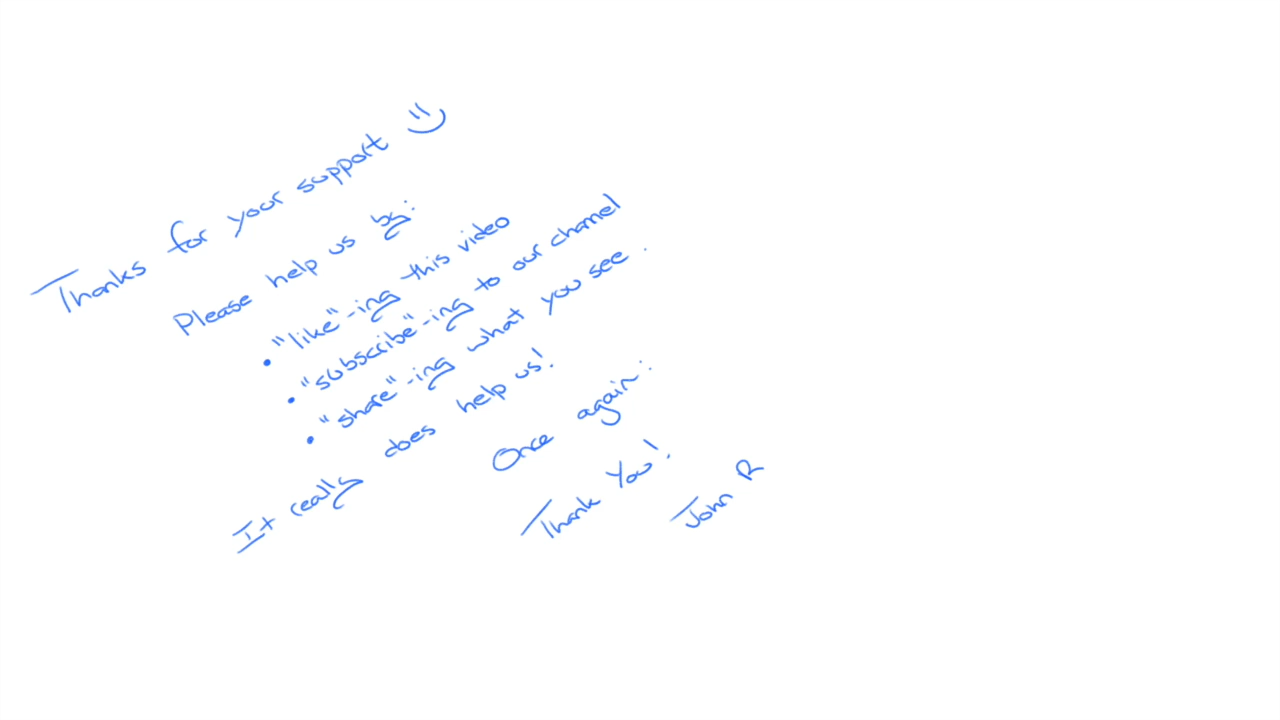 Thanks for your support :)
Please help us by:
• "like"-ing this video
• "subscribe"-ing to our channel
• "share"-ing what you see.
It really does help us!
Once again:
Thank You!
John R